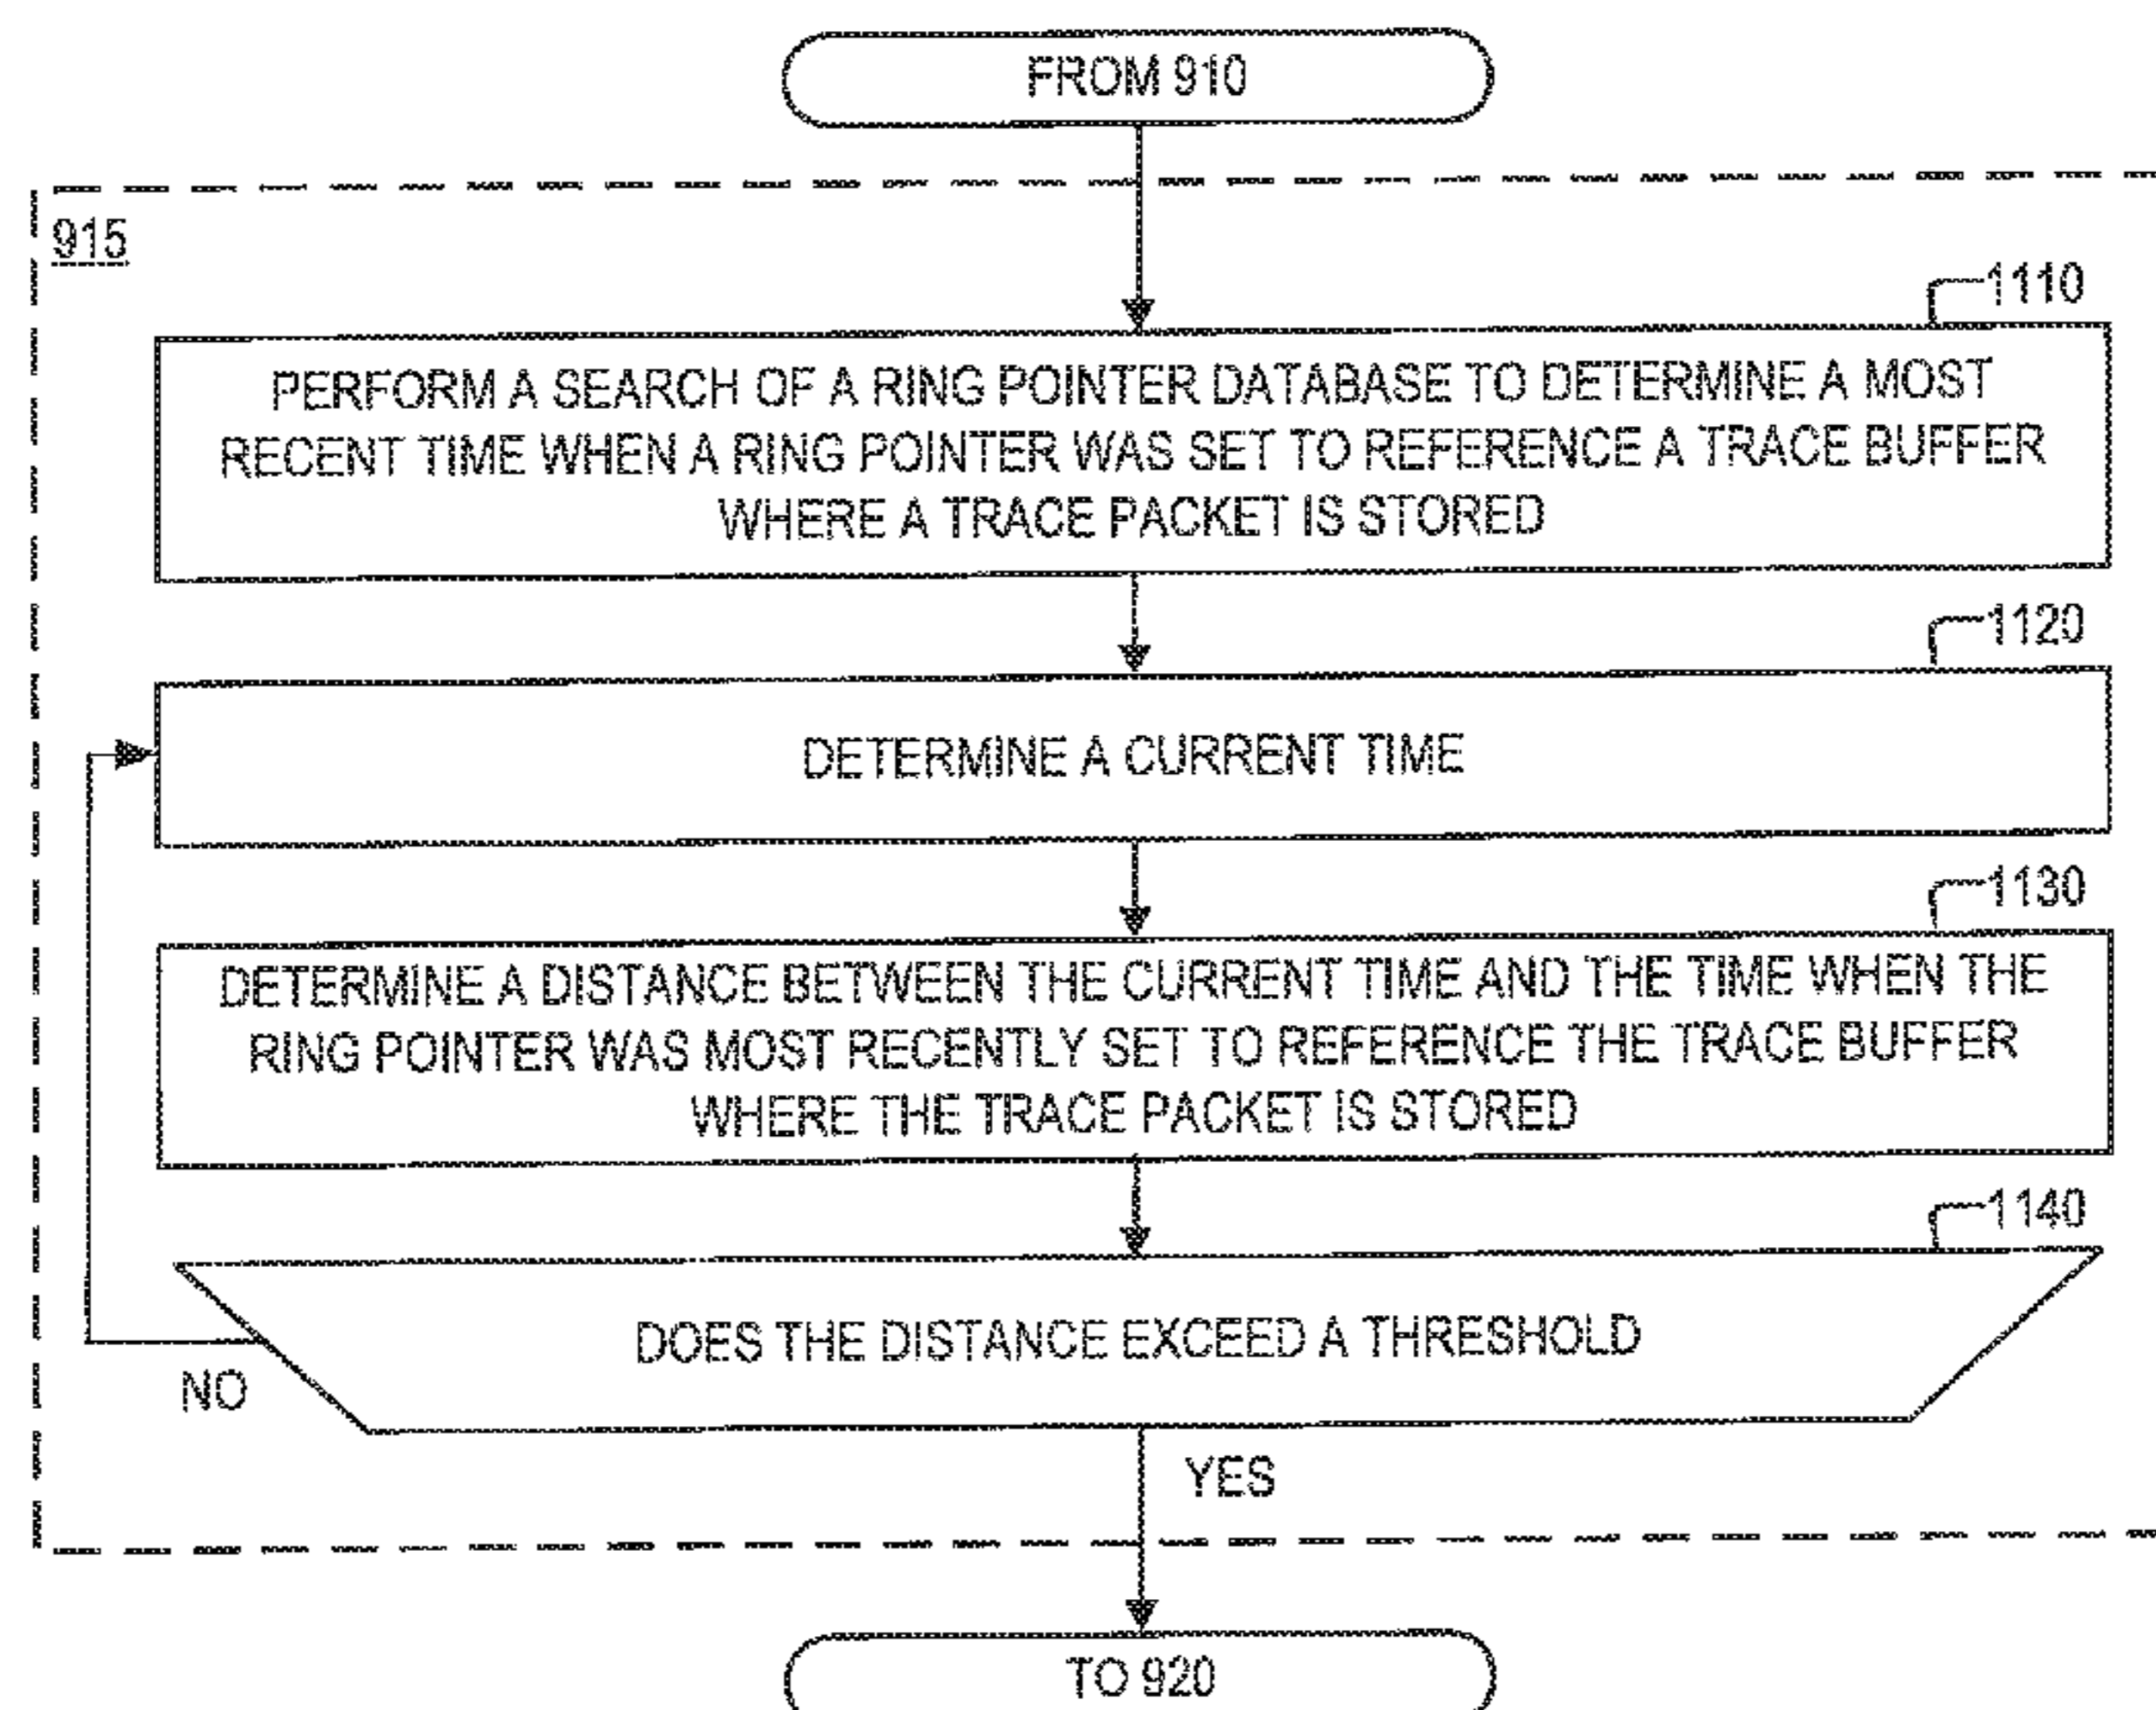 FROM 910
915
1110
PERFORM A SEARCH OF A RING POINTER DATABASE TO DETERMINE A MOST
RECENT TIME WHEN A RING POINTER WAS SET TO REFERENCE A TRACE BUFFER
WHERE A TRACE PACKET IS STORED
1120
DETERMINE A CURRENT TIME
1130
DETERMINE A DISTANCE BETWEEN THE CURRENT TIME AND THE TIME WHEN THE
RING POINTER WAS MOST RECENTLY SET TO REFERENCE THE TRACE BUFFER
WHERE THE TRACE PACKET IS STORED
1140
DOES THE DISTANCE EXCEED A THRESHOLD
NO
YES
TO 920